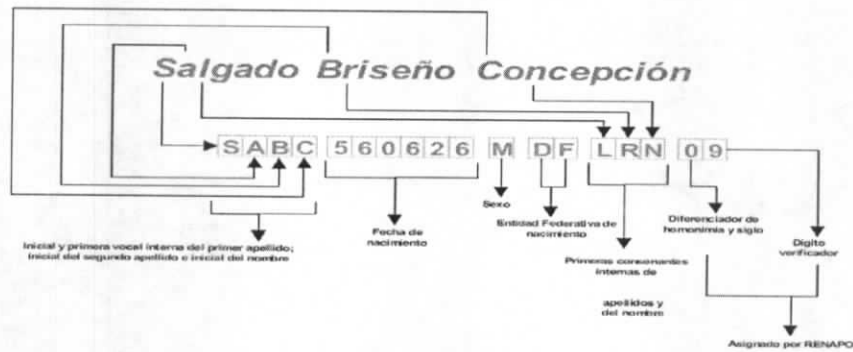 Salgado Briseño Concepción
S A B C 5 6 0 6 2 6 M D F L R N 0 9
Sexo
Fecha de
nacimiento
Entidad Federativa de
nacimiento
Diferenciador de
homonimia y siglo
Inicial y primera vocal interna del primer apellido;
inicial del segundo apellido e inicial del nombre
Dígito
verificador
Primeras consonantes
internas de
apellidos y
del nombre
Asignado por RENAPO